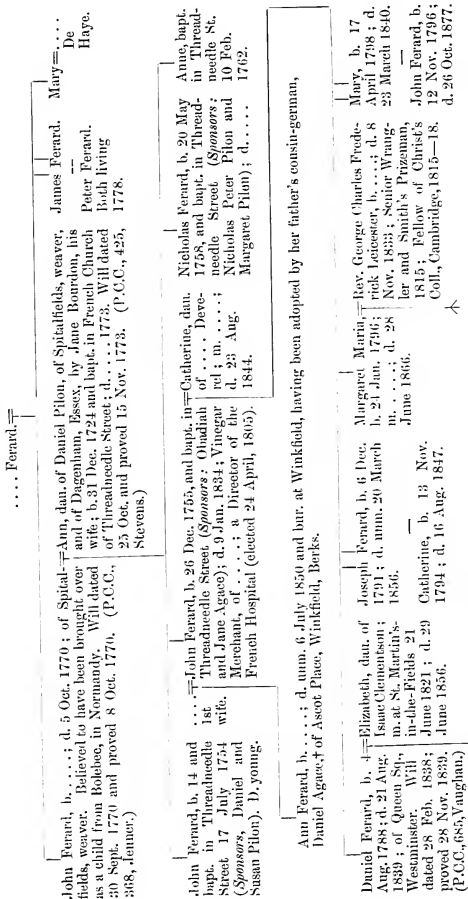 .... Ferard.=
John Ferard, b. ....; d. 5 Oct. 1770; of Spital-
fields, weaver. Believed to have been brought over
as a child from Bolebec, in Normandy. Will dated
30 Sept. 1770 and proved 8 Oct. 1770. (P.C.C.,
368, Jenner.)
=Ann, dau. of Daniel Pilon, of Spitalfields, weaver,
and of Dagenham, Essex, by Jane Bourdon, his
wife; b. 31 Dec. 1724 and bapt. in French Church
of Threadneedle Street; d. .... 1773. Will dated
25 Oct. and proved 15 Nov. 1773. (P.C.C., 425,
Stevens.)
James Ferard.
—
Peter Ferard.
Both living
1778.
Mary=....
De
Haye.
John Ferard, b. 14 and
bapt. in Threadneedle
Street 17 July 1754
(Sponsors, Daniel and
Susan Pilon). D. young.
....=
1st
wife.
=John Ferard, b. 26 Dec. 1755, and bapt. in
Threadneedle Street (Sponsors: Obadiah
and Jane Agace); d. 9 Jan. 1834; Vinegar
Merchant, of ....; a Director of the
French Hospital (elected 24 April, 1805).
=Catherine, dau.
of .... Deve-
rel; m. ....;
d. 23 Aug.
1844.
Nicholas Ferard, b. 20 May
1758, and bapt. in Thread-
needle Street (Sponsors:
Nicholas Peter Pilon and
Margaret Pilon); d. ....
Anne, bapt.
in Thread-
needle St.
10 Feb.
1762.
Ann Ferard, b. ....; d. unm. 6 July 1850 and bur. at Winkfield, having been adopted by her father's cousin-german,
Daniel Agace,† of Ascot Place, Winkfield, Berks.
Daniel Ferard, b. 4
Aug. 1788; d. 21 Aug.
1839; of Queen Sq.,
Westminster. Will
dated 28 Feb. 1838;
proved 28 Nov. 1839.
(P.C.C., 685, Vaughan.)
=Elizabeth, dau. of
Isaac Clementson;
m. at St. Martin's-
in-the-Fields 21
June 1821; d. 29
June 1856.
Joseph Ferard, b. 6 Dec.
1791; d. unm. 20 March
1856.
—
Catherine, b. 13 Nov.
1794; d. 16 Aug. 1847.
Margaret Maria
b. 24 Jan. 1796;
m. ....; d. 28
June 1866.
=Rev. George Charles Frede-
rick Leicester, b. ....; d. 8
Nov. 1835; Senior Wrang-
ler and Smith's Prizeman,
1815; Fellow of Christ's
Coll., Cambridge, 1815—18.
Mary, b. 17
April 1798; d.
23 March 1840.
—
John Ferard, b.
12 Nov. 1796;
d. 26 Oct. 1877.